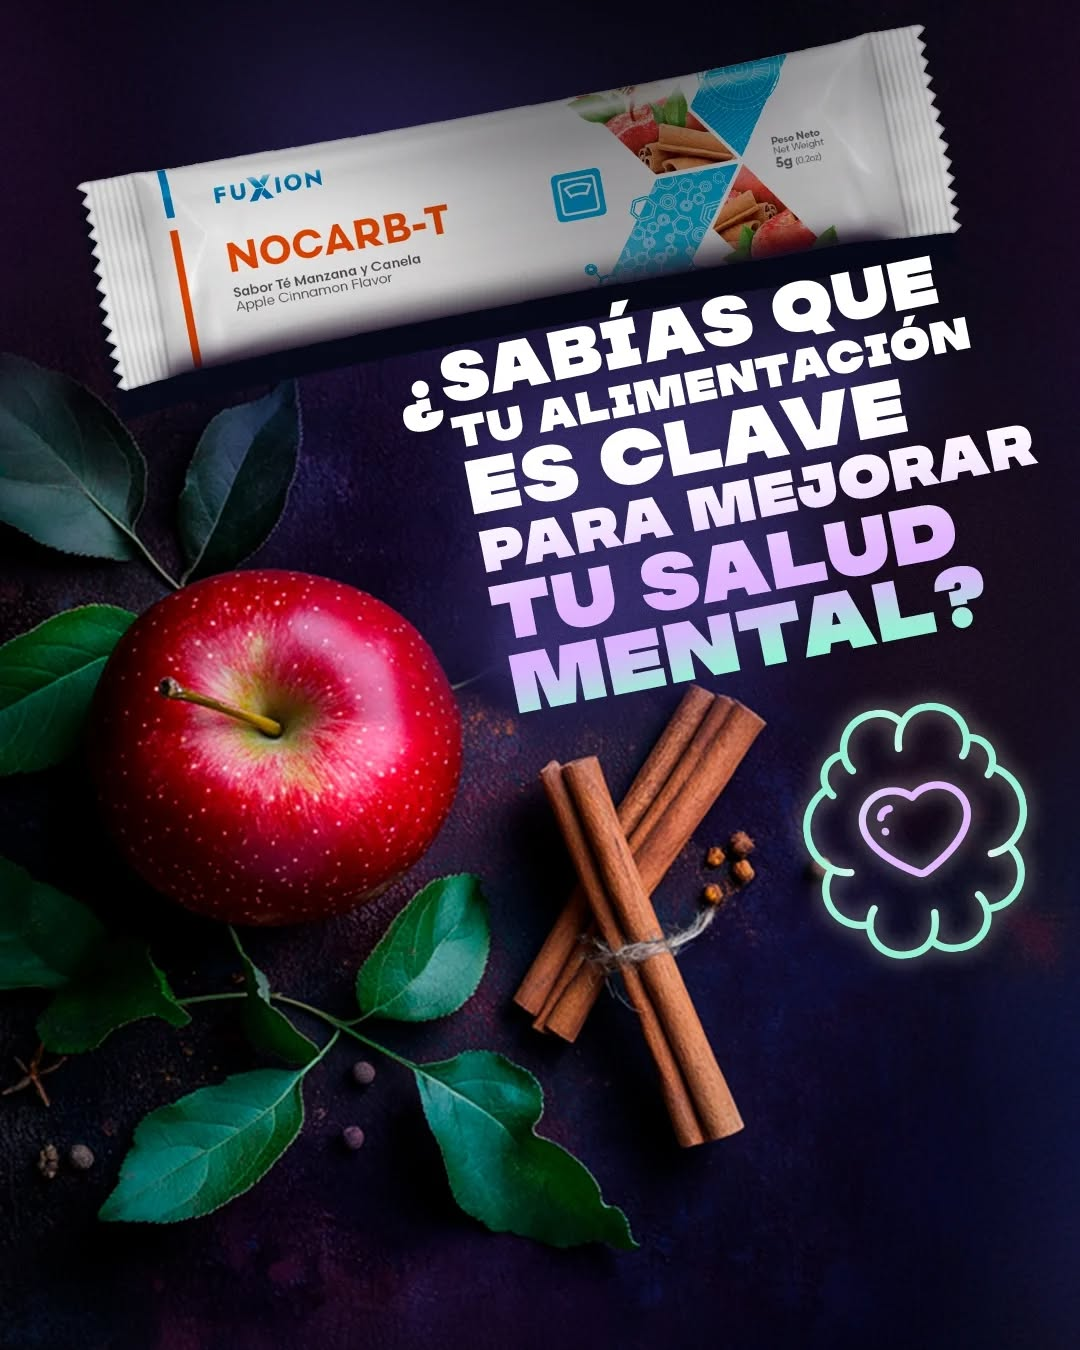 FUXION
NOCARB-T
Sabor Té Manzana y Canela
Apple Cinnamon Flavor
Peso Neto
Net Weight
5g (0.2oz)
¿SABÍAS QUE
TU ALIMENTACIÓN
ES CLAVE
PARA MEJORAR
TU SALUD
MENTAL?